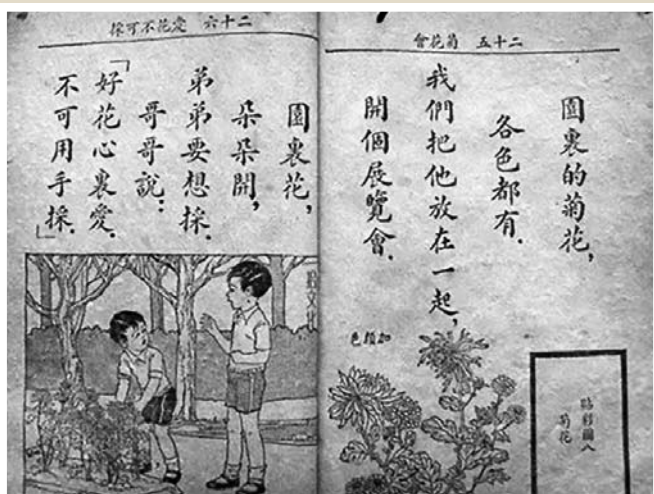 二十五 菊花會
園裏的菊花,
各色都有.
我們把他放在一起,
開個展覽會.
加顏色
菊花
二十六 愛花不可採
園裏花,
朵朵開,
弟弟要想採.
哥哥說:
「好花心裏愛.
不可用手採.」